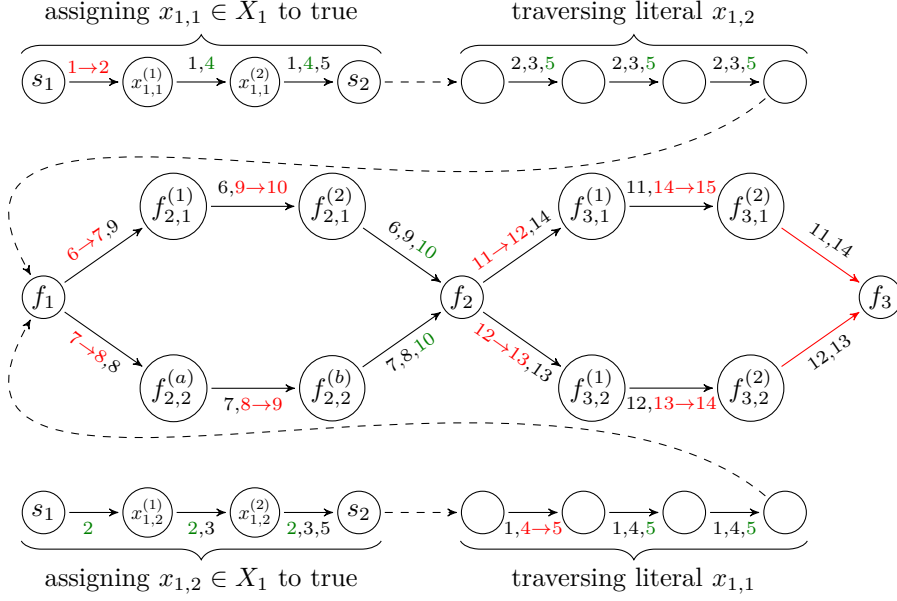 assigning x_{1,1} ∈ X_1 to true
traversing literal x_{1,2}
s_1 1→2 x_{1,1}^{(1)} 1,4 x_{1,1}^{(2)} 1,4,5 s_2
2,3,5 2,3,5 2,3,5
f_{2,1}^{(1)} 6,9→10 f_{2,1}^{(2)}
f_{3,1}^{(1)} 11,14→15 f_{3,1}^{(2)}
6→7,9 6,9,10 11→12,14 11,14
f_1 f_2 f_3
7→8,8 7,8,10 12→13,13 12,13
f_{2,2}^{(a)} 7,8→9 f_{2,2}^{(b)}
f_{3,2}^{(1)} 12,13→14 f_{3,2}^{(2)}
s_1 2 x_{1,2}^{(1)} 2,3 x_{1,2}^{(2)} 2,3,5 s_2
1,4→5 1,4,5 1,4,5
assigning x_{1,2} ∈ X_1 to true
traversing literal x_{1,1}